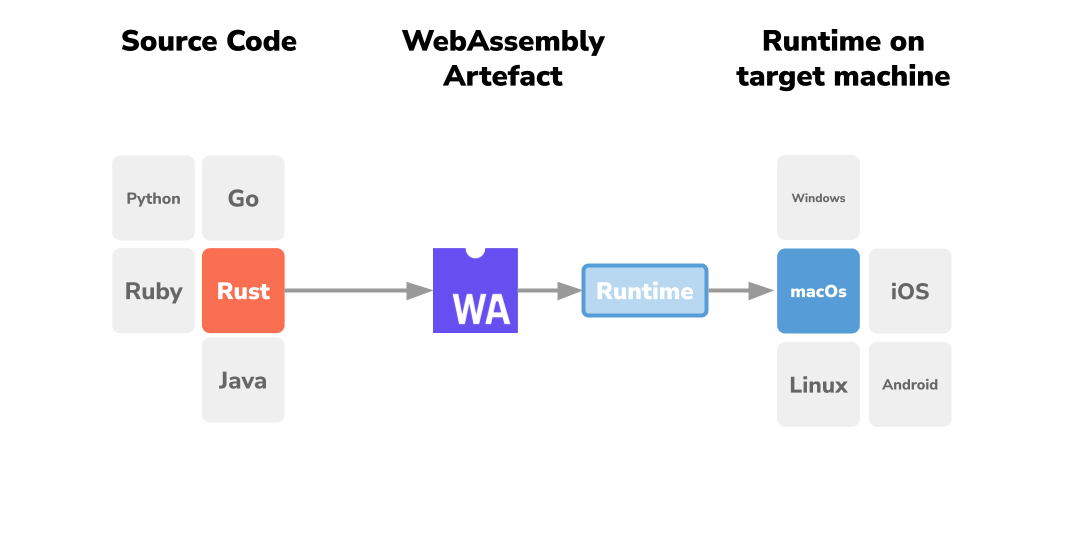 Source Code
WebAssembly
Artefact
Runtime on
target machine
Python
Go
Windows
Ruby
Rust
WA
Runtime
macOs
iOS
Java
Linux
Android